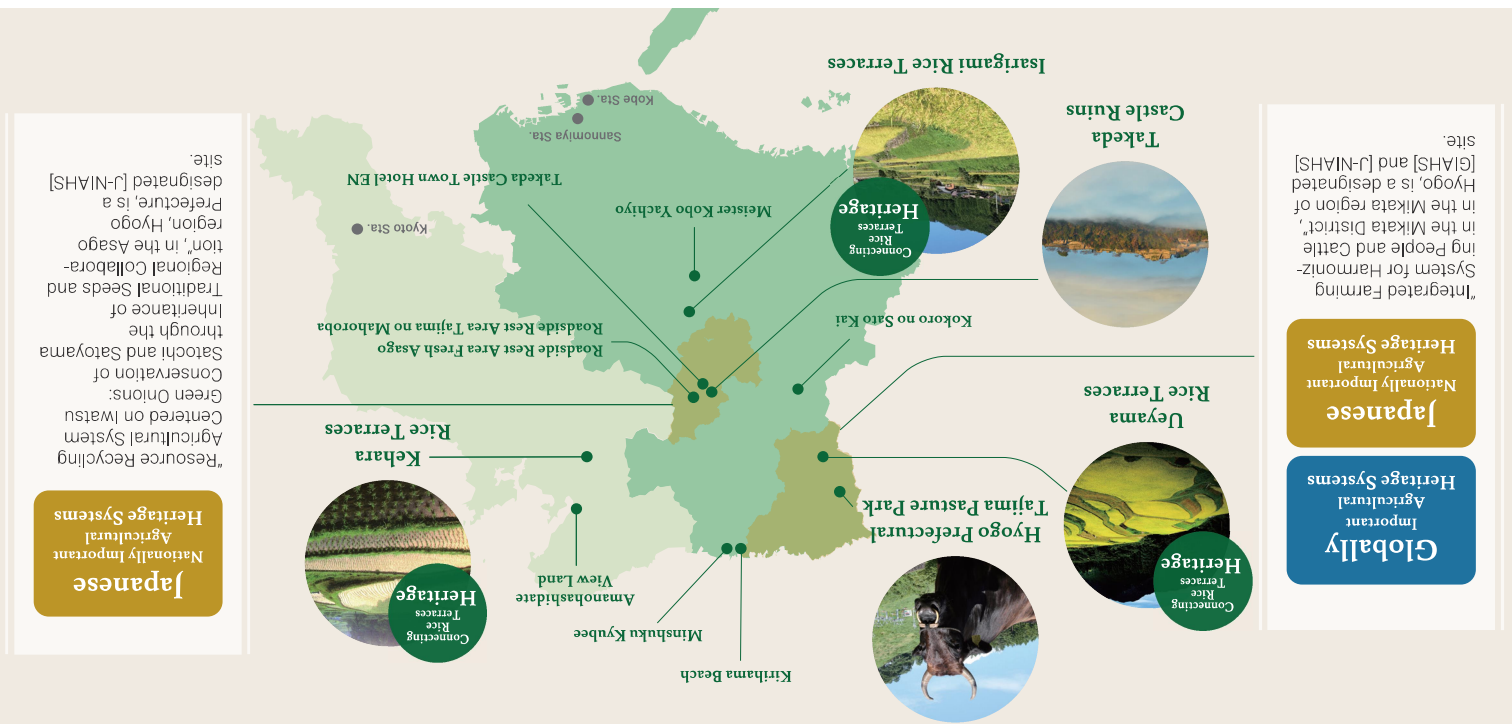 Globally
Important
Agricultural
Heritage Systems
Japanese
Nationally Important
Agricultural
Heritage Systems
"Integrated Farming
System for Harmoniz-
ing People and Cattle
in the Mikata District",
in the Mikata region of
Hyogo, is a designated
[GIAHS] and [J-NIAHS]
site.
Connecting
Rice
Terraces
Heritage
Ueyama
Rice Terraces
Hyogo Prefectural
Tajima Pasture Park
Kirihama Beach
Minshuku Kyubee
Amanohashidate
View Land
Connecting
Rice
Terraces
Heritage
Kehara
Rice Terraces
Kokoro no Sato Kai
Roadside Rest Area Fresh Asago
Roadside Rest Area Tajima no Mahoroba
Takeda
Castle Ruins
Connecting
Rice
Terraces
Heritage
Isarigami Rice Terraces
Meister Kobo Yachiyo
Takeda Castle Town Hotel EN
Kyoto Sta.
Sannomiya Sta.
Kobe Sta.
Japanese
Nationally Important
Agricultural
Heritage Systems
"Resource Recycling
Agricultural System
Centered on Iwatsu
Green Onions:
Conservation of
Satochi and Satoyama
through the
Inheritance of
Traditional Seeds and
Regional Collabora-
tion", in the Asago
region, Hyogo
Prefecture, is a
designated [J-NIAHS]
site.